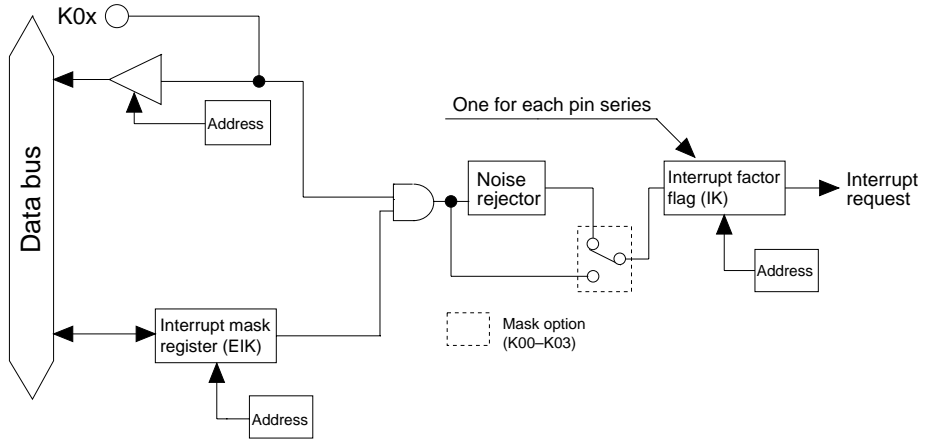 K0x
Data bus
Address
One for each pin series
Noise
rejector
Interrupt factor
flag (IK)
Interrupt
request
Address
Interrupt mask
register (EIK)
Mask option
(K00–K03)
Address